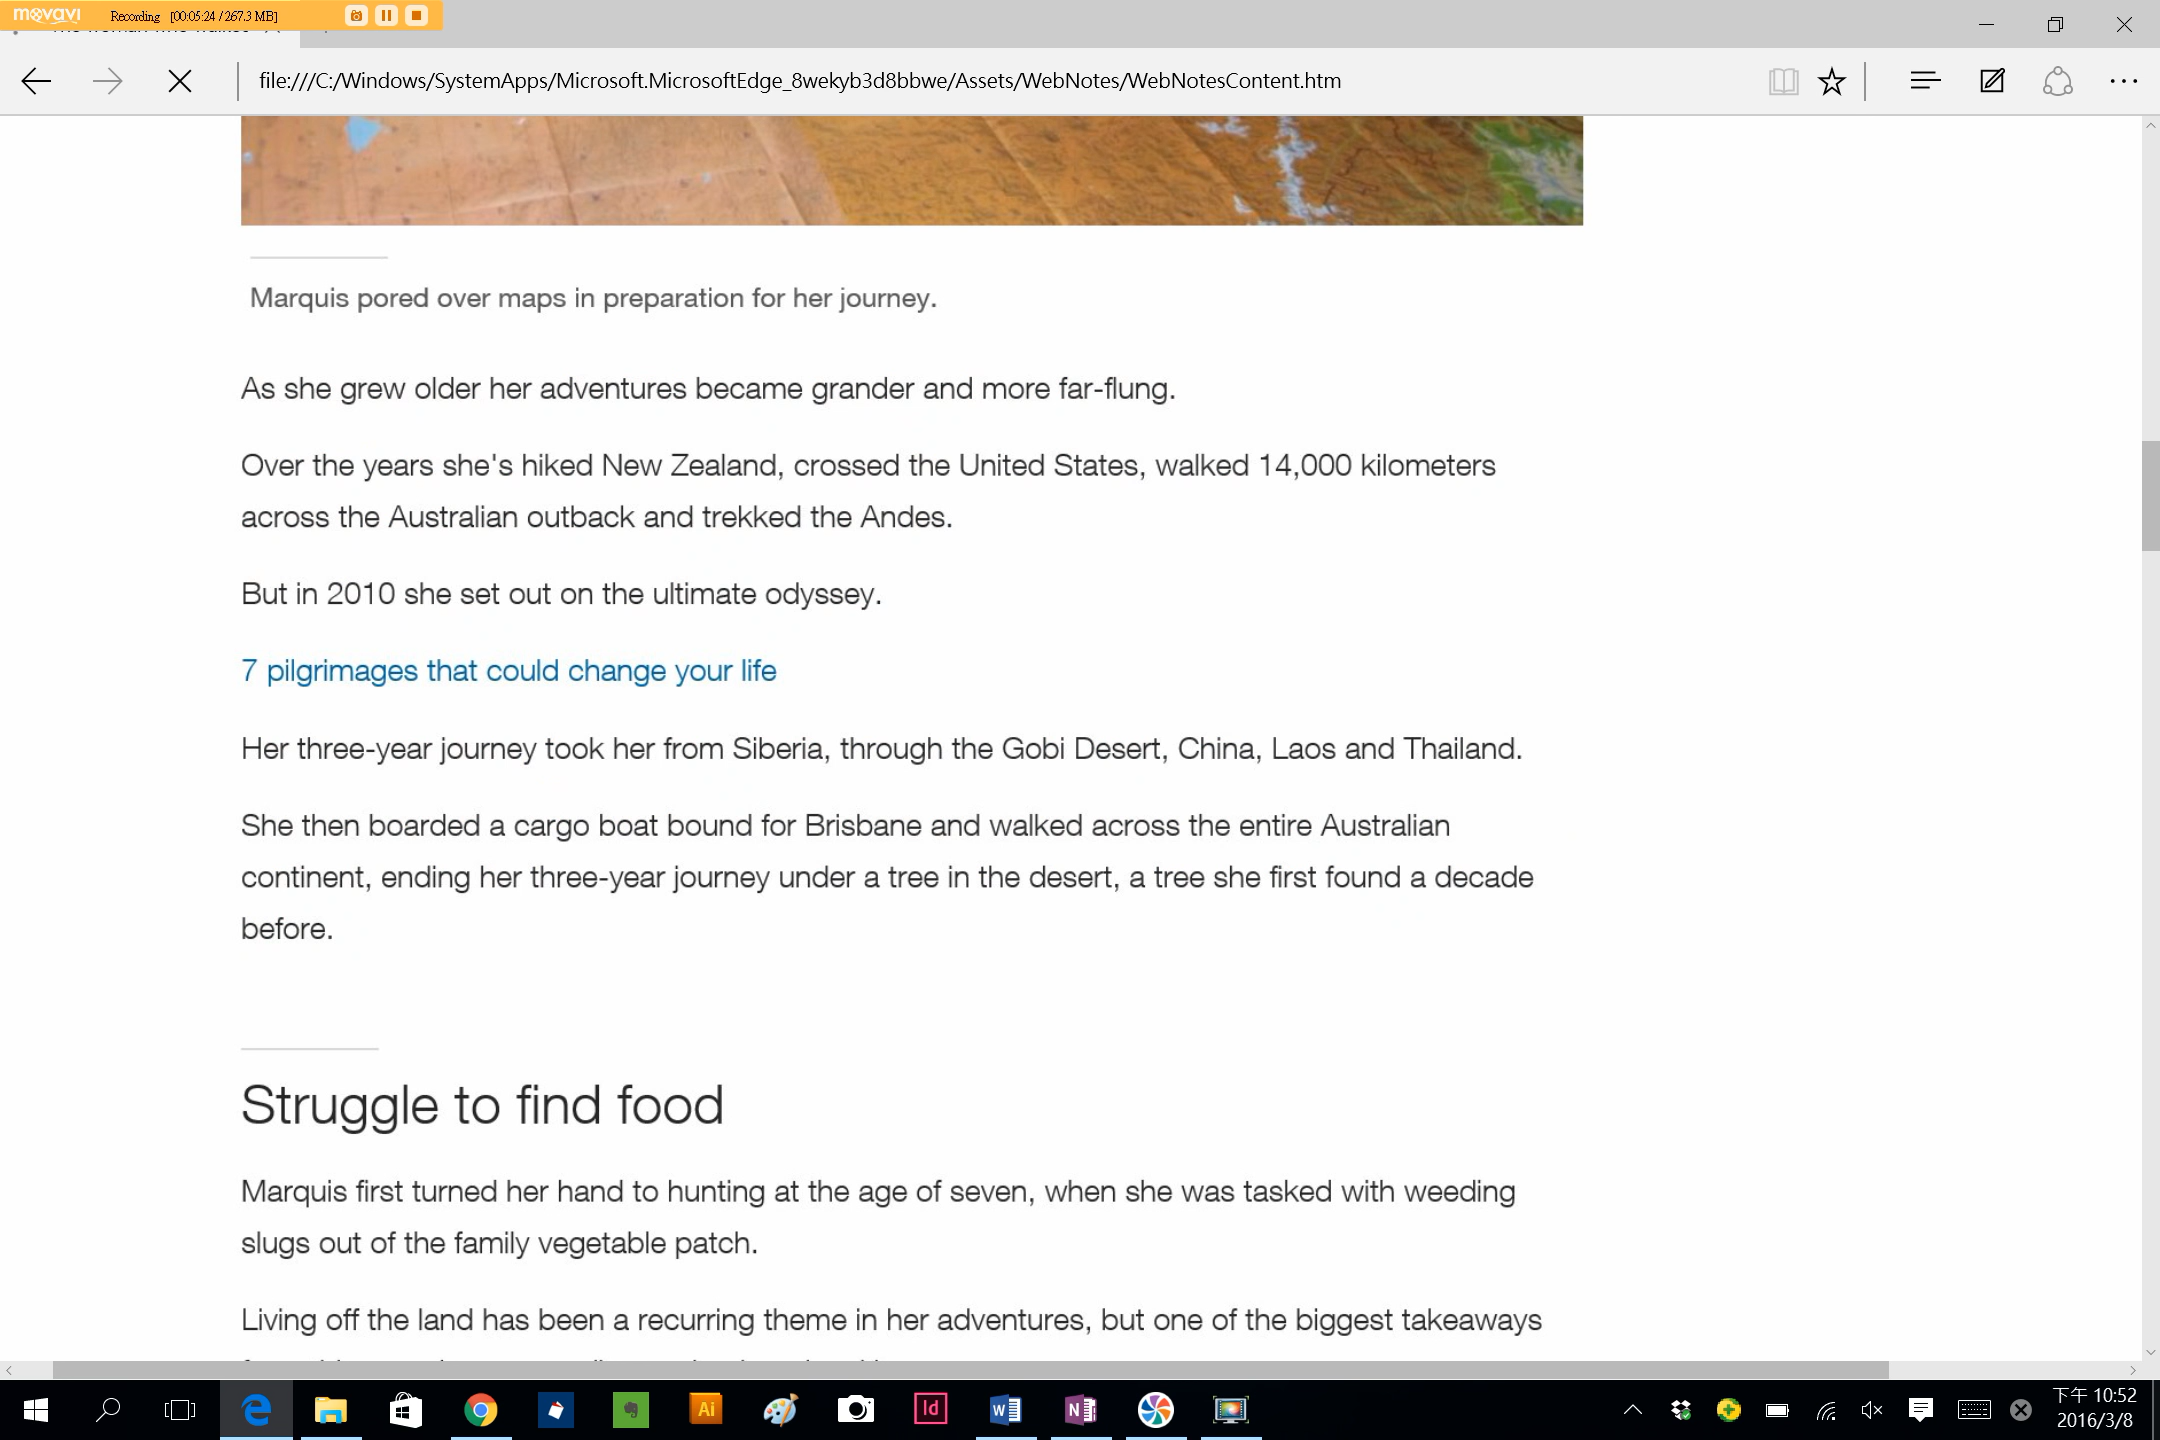 movavi Recording [00:05:24 / 267.3 MB]
file:///C:/Windows/SystemApps/Microsoft.MicrosoftEdge_8wekyb3d8bbwe/Assets/WebNotes/WebNotesContent.htm
Marquis pored over maps in preparation for her journey.
As she grew older her adventures became grander and more far-flung.
Over the years she's hiked New Zealand, crossed the United States, walked 14,000 kilometers
across the Australian outback and trekked the Andes.
But in 2010 she set out on the ultimate odyssey.
7 pilgrimages that could change your life
Her three-year journey took her from Siberia, through the Gobi Desert, China, Laos and Thailand.
She then boarded a cargo boat bound for Brisbane and walked across the entire Australian
continent, ending her three-year journey under a tree in the desert, a tree she first found a decade
before.
Struggle to find food
Marquis first turned her hand to hunting at the age of seven, when she was tasked with weeding
slugs out of the family vegetable patch.
Living off the land has been a recurring theme in her adventures, but one of the biggest takeaways
Ai
Id
W
N
下午 10:52
2016/3/8